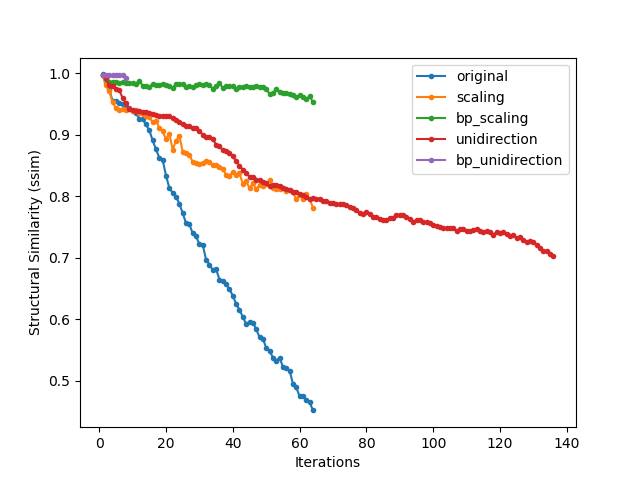 1.0
0.9
0.8
0.7
0.6
0.5
Structural Similarity (ssim)
original
scaling
bp_scaling
unidirection
bp_unidirection
0 20 40 60 80 100 120 140
Iterations